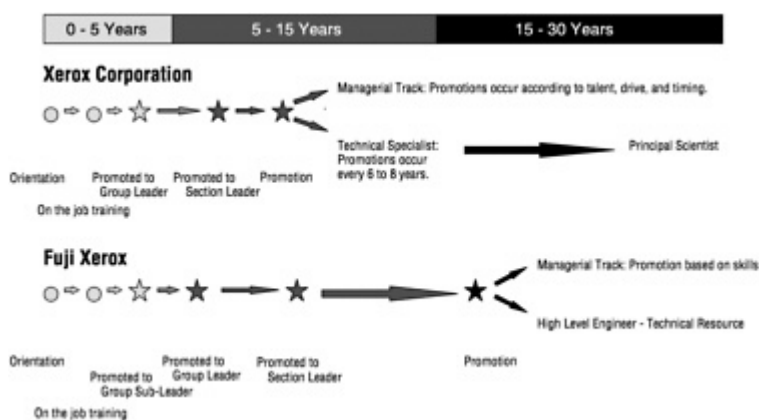 0 - 5 Years
5 - 15 Years
15 - 30 Years
Xerox Corporation
Managerial Track: Promotions occur according to talent, drive, and timing.
Technical Specialist:
Promotions occur
every 6 to 8 years.
Principal Scientist
Orientation
Promoted to
Group Leader
Promoted to
Section Leader
Promotion
On the job training
Fuji Xerox
Managerial Track: Promotion based on skills
High Level Engineer - Technical Resource
Orientation
Promoted to
Group Sub-Leader
Promoted to
Group Leader
Promoted to
Section Leader
Promotion
On the job training